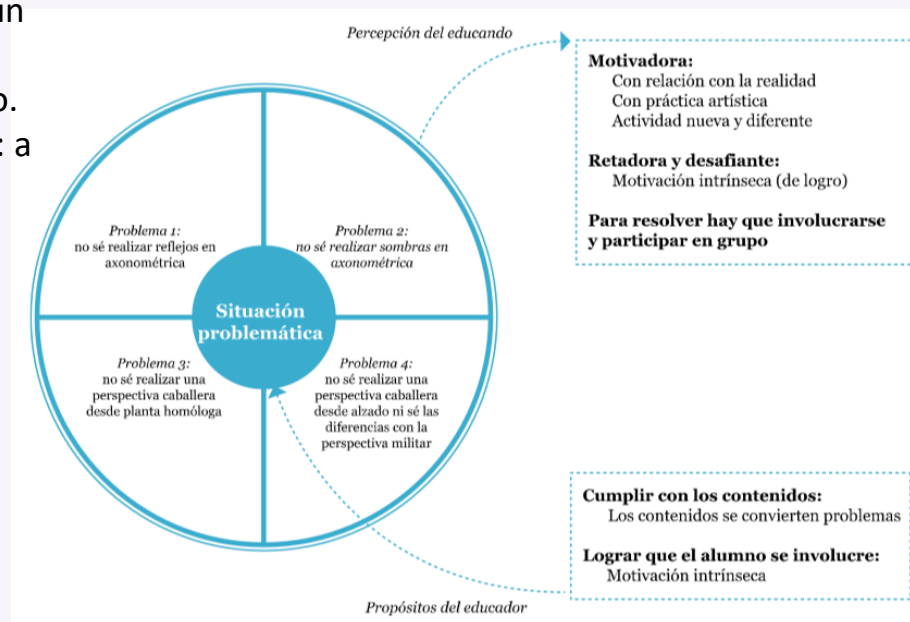 un
o.
: a
Percepción del educando
Motivadora:
Con relación con la realidad
Con práctica artística
Actividad nueva y diferente
Retadora y desafiante:
Motivación intrínseca (de logro)
Para resolver hay que involucrarse
y participar en grupo
Problema 1:
no sé realizar reflejos en
axonométrica
Problema 2:
no sé realizar sombras en
axonométrica
Situación
problemática
Problema 3:
no sé realizar una
perspectiva caballera
desde planta homóloga
Problema 4:
no sé realizar una
perspectiva caballera
desde alzado ni sé las
diferencias con la
perspectiva militar
Cumplir con los contenidos:
Los contenidos se convierten problemas
Lograr que el alumno se involucre:
Motivación intrínseca
Propósitos del educador